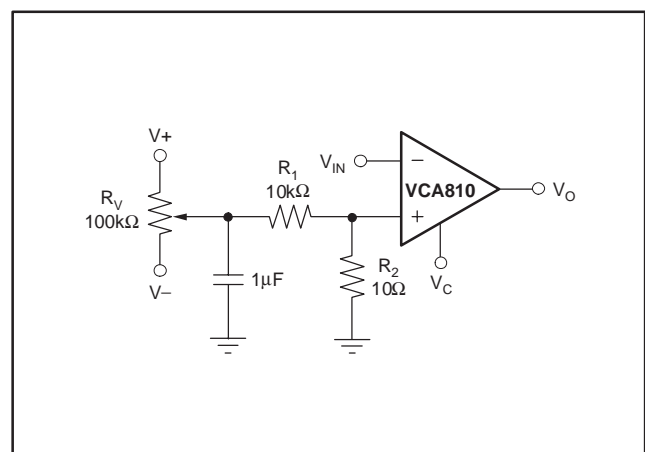 V+
R_V
100kΩ
V−
1μF
R_1
10kΩ
R_2
10Ω
V_IN
−
VCA810
+
V_C
V_O